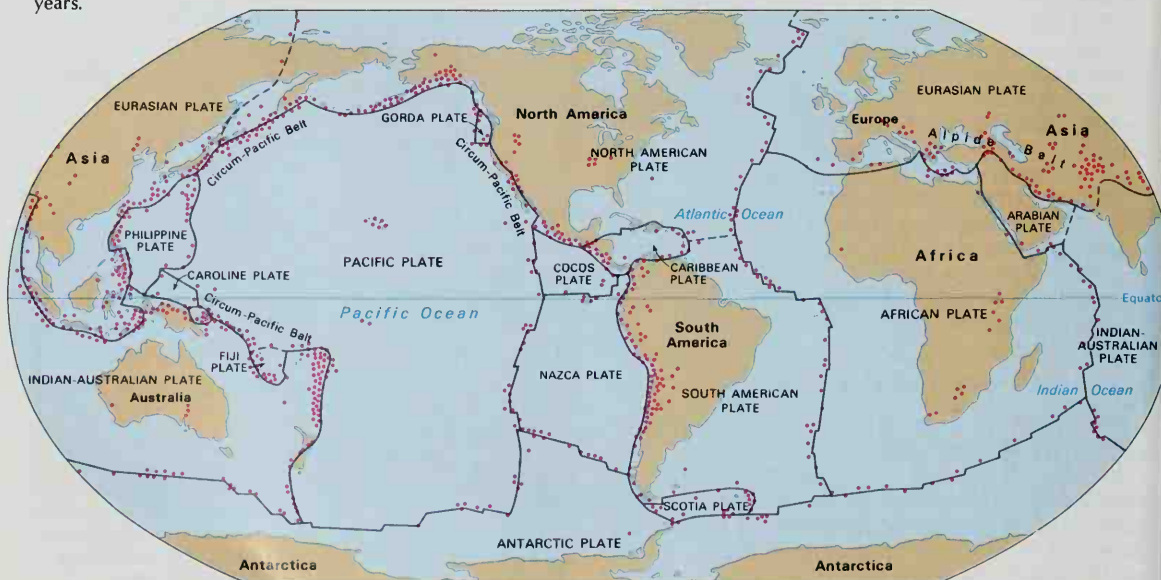 years.
EURASIAN PLATE
Asia
Circum-Pacific Belt
GORDA PLATE
North America
NORTH AMERICAN
PLATE
Circum-Pacific Belt
Atlantic Ocean
EURASIAN PLATE
Europe
Alpide Belt
Asia
ARABIAN
PLATE
PHILIPPINE
PLATE
CAROLINE PLATE
PACIFIC PLATE
COCOS
PLATE
CARIBBEAN
PLATE
Africa
Equato
Circum-Pacific Belt
Pacific Ocean
AFRICAN PLATE
FIJI
PLATE
South
America
INDIAN-
AUSTRALIAN
PLATE
INDIAN-AUSTRALIAN PLATE
Australia
NAZCA PLATE
SOUTH AMERICAN
PLATE
Indian Ocean
SCOTIA PLATE
ANTARCTIC PLATE
Antarctica
Antarctica